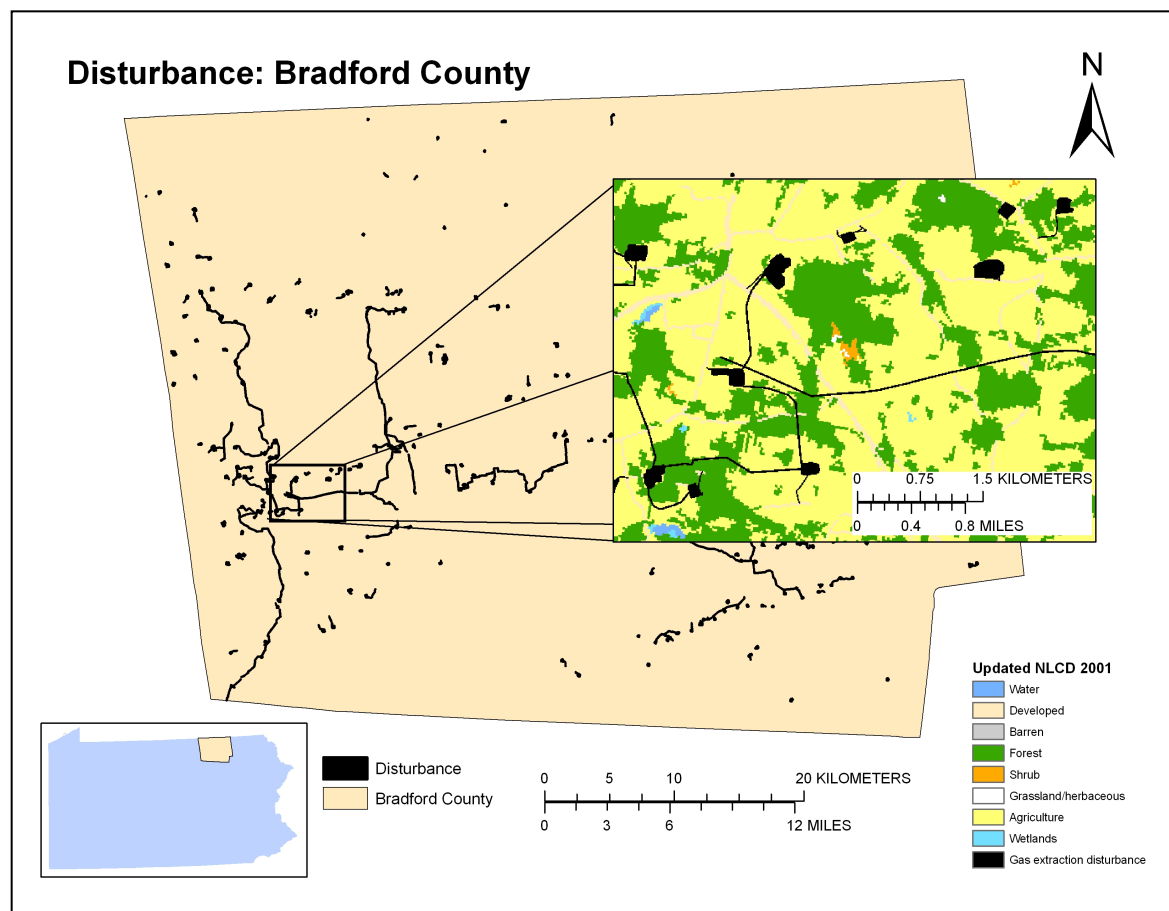 Disturbance: Bradford County
N
0 0.75 1.5 KILOMETERS
0 0.4 0.8 MILES
Updated NLCD 2001
Water
Developed
Barren
Forest
Shrub
Grassland/herbaceous
Agriculture
Wetlands
Gas extraction disturbance
Disturbance
Bradford County
0 5 10 20 KILOMETERS
0 3 6 12 MILES